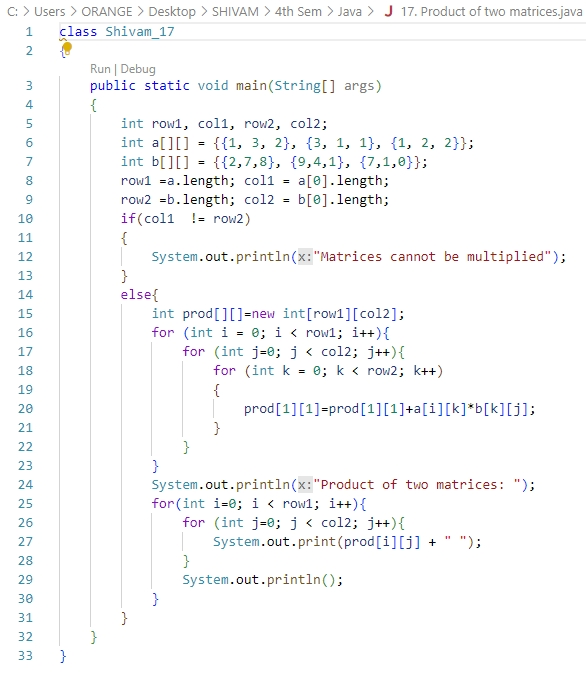 C: > Users > ORANGE > Desktop > SHIVAM > 4th Sem > Java > J 17. Product of two matrices.java
1 class Shivam_17
2 {
Run | Debug
3 public static void main(String[] args)
4 {
5 int row1, col1, row2, col2;
6 int a[][] = {{1, 3, 2}, {3, 1, 1}, {1, 2, 2}};
7 int b[][] = {{2,7,8}, {9,4,1}, {7,1,0}};
8 row1 =a.length; col1 = a[0].length;
9 row2 =b.length; col2 = b[0].length;
10 if(col1 != row2)
11 {
12 System.out.println(x:"Matrices cannot be multiplied");
13 }
14 else{
15 int prod[][]=new int[row1][col2];
16 for (int i = 0; i < row1; i++){
17 for (int j=0; j < col2; j++){
18 for (int k = 0; k < row2; k++)
19 {
20 prod[1][1]=prod[1][1]+a[i][k]*b[k][j];
21 }
22 }
23 }
24 System.out.println(x:"Product of two matrices: ");
25 for(int i=0; i < row1; i++){
26 for (int j=0; j < col2; j++){
27 System.out.print(prod[i][j] + " ");
28 }
29 System.out.println();
30 }
31 }
32 }
33 }